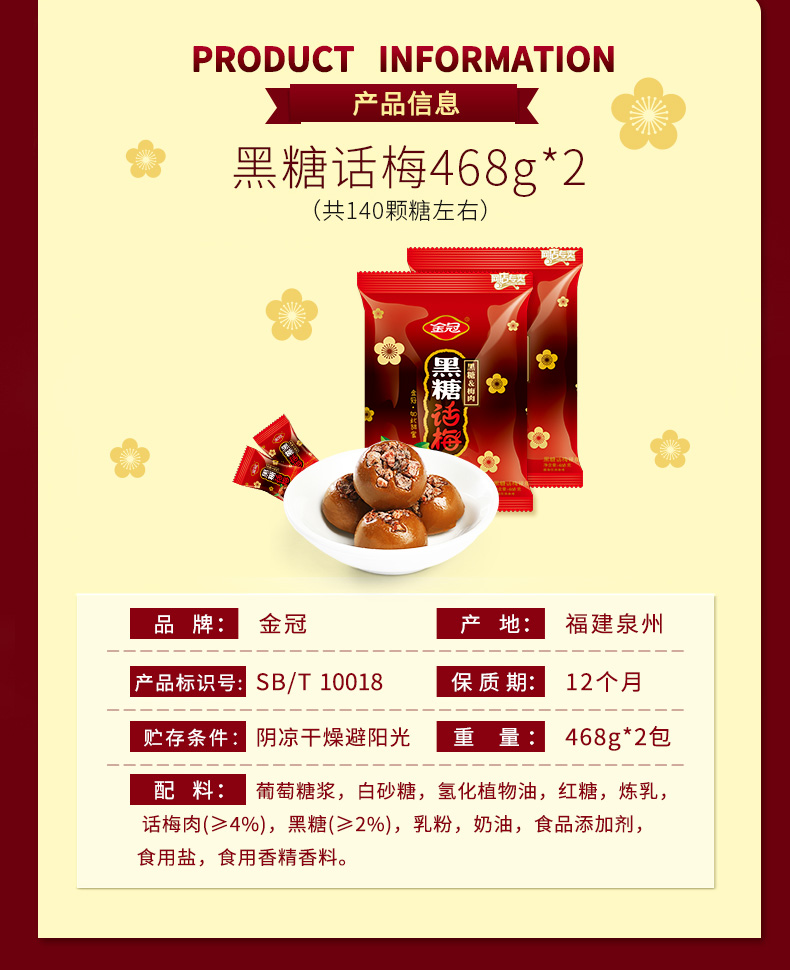 PRODUCT INFORMATION
产品信息
黑糖话梅468g*2
（共140颗糖左右）
金冠
黑糖话梅
黑糖&梅肉
品 牌： 金冠
产 地： 福建泉州
产品标识号: SB/T 10018
保质期: 12个月
贮存条件： 阴凉干燥避阳光
重 量： 468g*2包
配 料： 葡萄糖浆，白砂糖，氢化植物油，红糖，炼乳，
话梅肉(≥4%)，黑糖(≥2%)，乳粉，奶油，食品添加剂，
食用盐，食用香精香料。